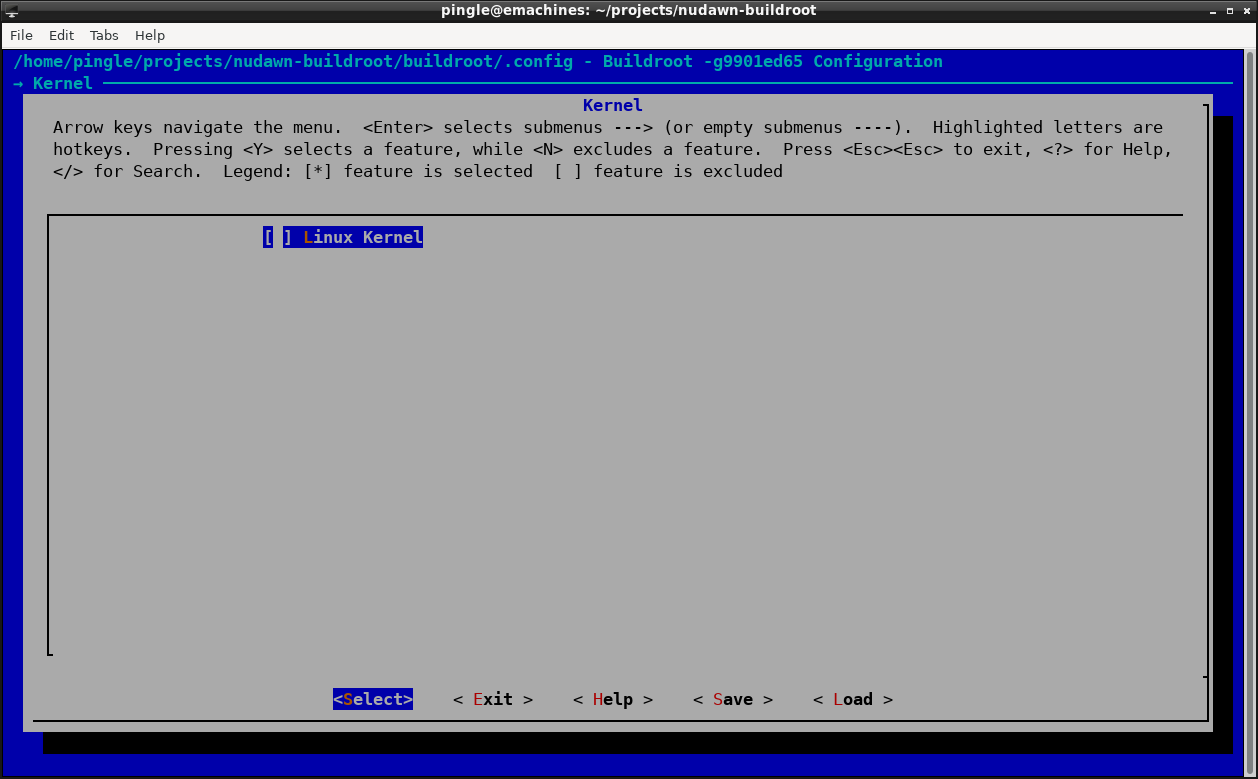 pingle@emachines: ~/projects/nudawn-buildroot
File Edit Tabs Help
/home/pingle/projects/nudawn-buildroot/buildroot/.config - Buildroot -g9901ed65 Configuration
→ Kernel
Kernel
Arrow keys navigate the menu.  <Enter> selects submenus ---> (or empty submenus ----).  Highlighted letters are
hotkeys.  Pressing <Y> selects a feature, while <N> excludes a feature.  Press <Esc><Esc> to exit, <?> for Help,
</> for Search.  Legend: [*] feature is selected  [ ] feature is excluded
[ ] Linux Kernel
<Select>    < Exit >    < Help >    < Save >    < Load >